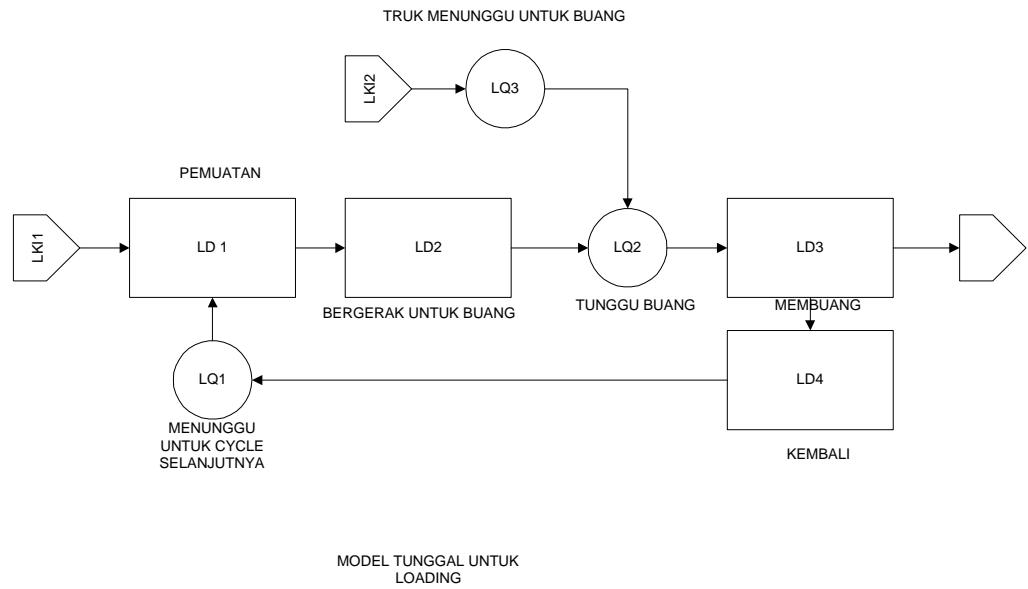 TRUK MENUNGGU UNTUK BUANG
LKI2
LQ3
PEMUATAN
LKI1
LD 1
LD2
LQ2
LD3
BERGERAK UNTUK BUANG
TUNGGU BUANG
MEMBUANG
LQ1
LD4
MENUNGGU
UNTUK CYCLE
SELANJUTNYA
KEMBALI
MODEL TUNGGAL UNTUK
LOADING